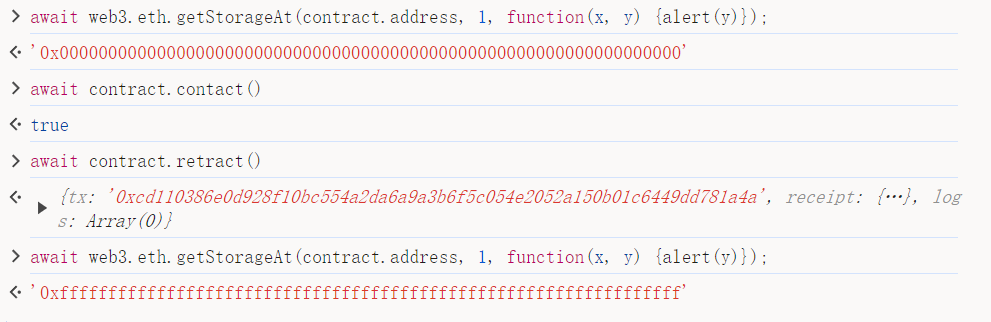 > await web3.eth.getStorageAt(contract.address, 1, function(x, y) {alert(y)});
'0x0000000000000000000000000000000000000000000000000000000000000000'
> await contract.contact()
true
> await contract.retract()
{tx: '0xcd110386e0d928f10bc554a2da6a9a3b6f5c054e2052a150b01c6449dd781a4a', receipt: {…}, log
s: Array(0)}
> await web3.eth.getStorageAt(contract.address, 1, function(x, y) {alert(y)});
'0xffffffffffffffffffffffffffffffffffffffffffffffffffffffffffffffff'